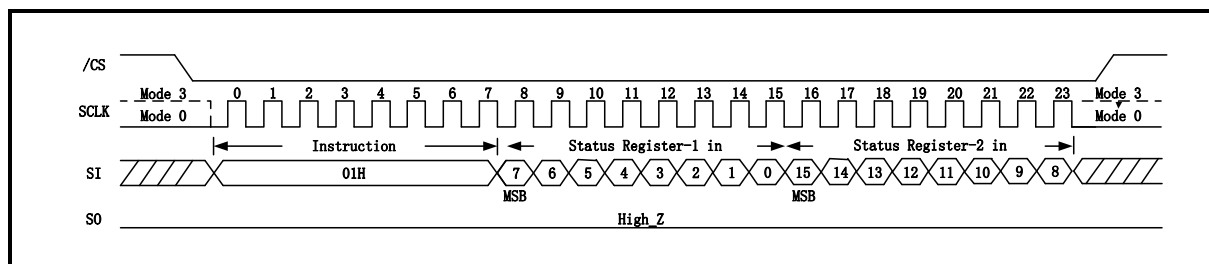 /CS
Mode 3 0 1 2 3 4 5 6 7 8 9 10 11 12 13 14 15 16 17 18 19 20 21 22 23 Mode 3
SCLK Mode 0 Mode 0
Instruction Status Register-1 in Status Register-2 in
SI 01H 7 6 5 4 3 2 1 0 15 14 13 12 11 10 9 8
MSB MSB
SO High_Z